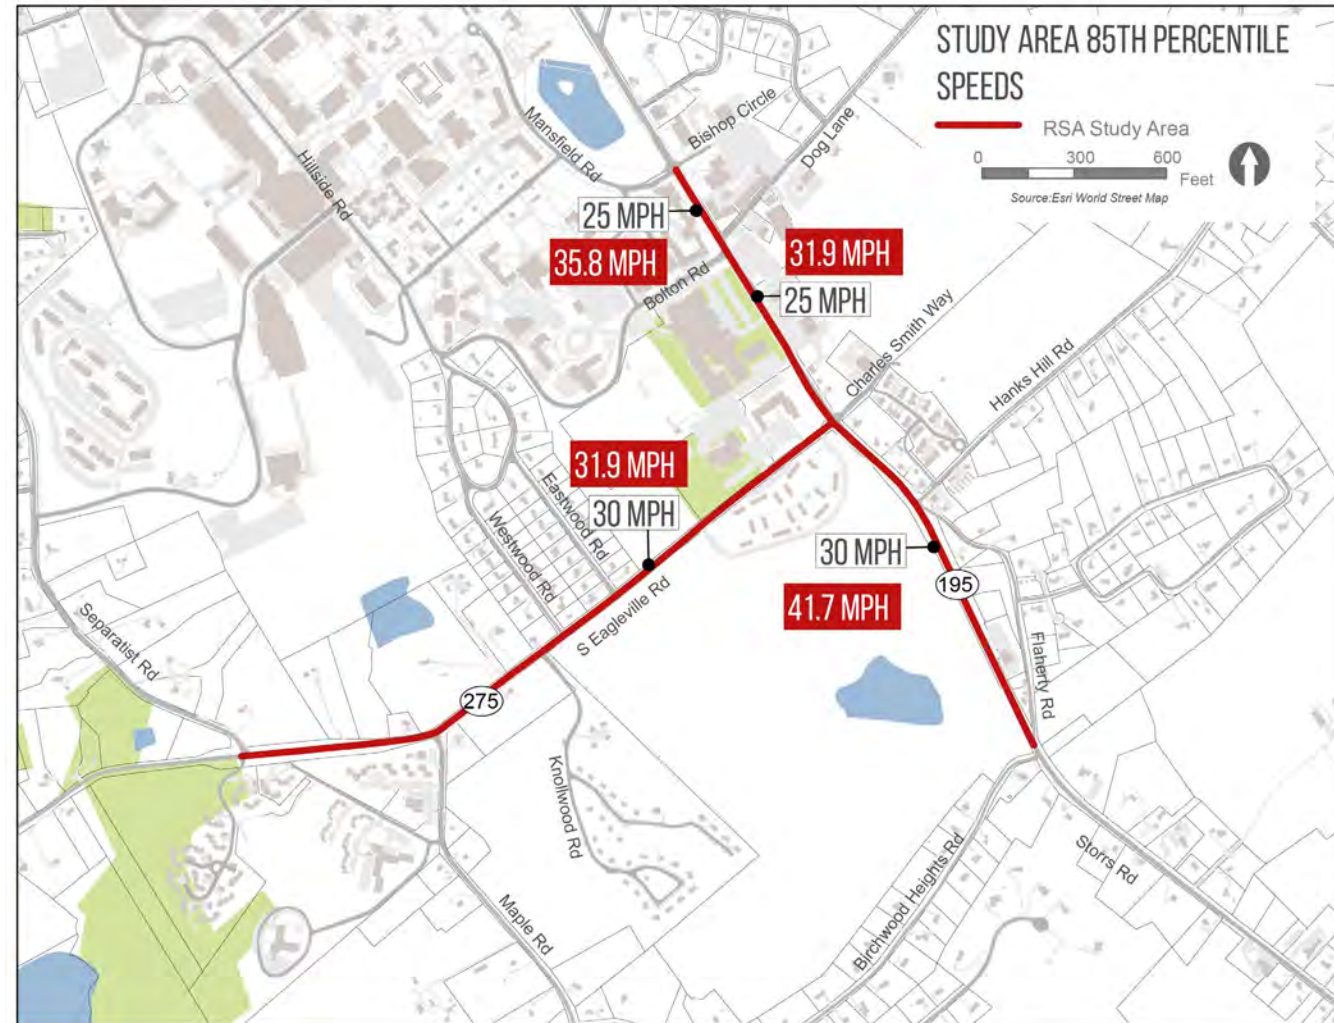 STUDY AREA 85TH PERCENTILE
SPEEDS
RSA Study Area
0 300 600
Feet
Source:Esri World Street Map
Bishop Circle
Mansfield Rd
Dog Lane
Hillside Rd
25 MPH
35.8 MPH
31.9 MPH
Bolton Rd
25 MPH
Charles Smith Way
Hanks Hill Rd
31.9 MPH
30 MPH
Eastwood Rd
Westwood Rd
30 MPH
195
41.7 MPH
S Eagleville Rd
Separatist Rd
Flaherty Rd
275
Knollwood Rd
Birchwood Heights Rd
Storrs Rd
Maple Rd